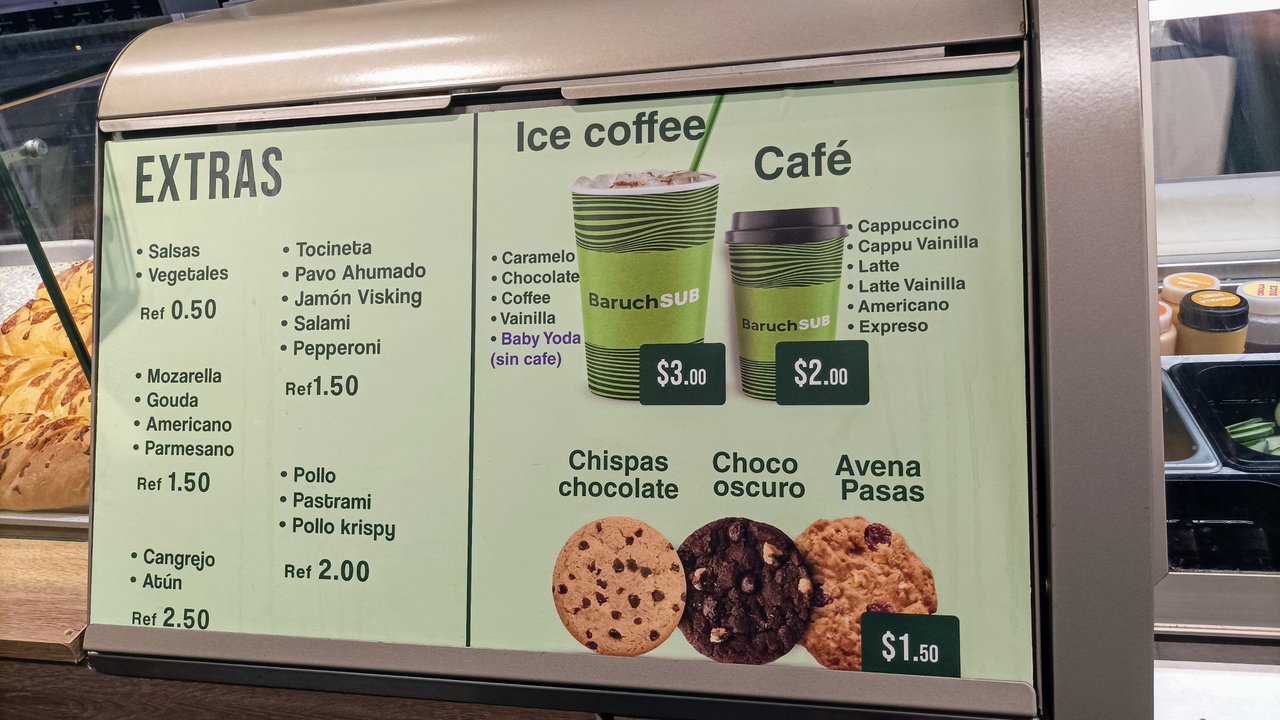 EXTRAS
• Salsas
• Vegetales
Ref 0.50
• Mozarella
• Gouda
• Americano
• Parmesano
Ref 1.50
• Cangrejo
• Atún
Ref 2.50
• Tocineta
• Pavo Ahumado
• Jamón Visking
• Salami
• Pepperoni
Ref1.50
• Pollo
• Pastrami
• Pollo krispy
Ref 2.00
Ice coffee
• Caramelo
• Chocolate
• Coffee
• Vainilla
• Baby Yoda
(sin cafe)
BaruchSUB
$3.00
Café
• Cappuccino
• Cappu Vainilla
• Latte
• Latte Vainilla
• Americano
• Expreso
BaruchSUB
$2.00
Chispas
chocolate
Choco
oscuro
Avena
Pasas
$1.50